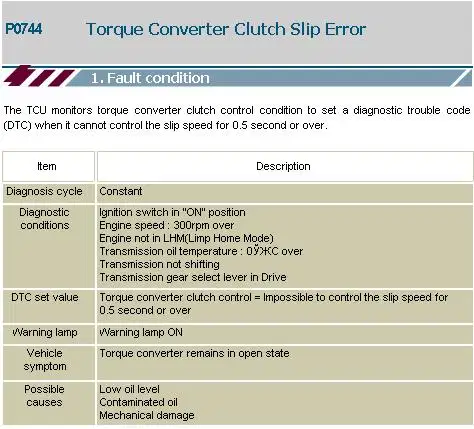 P0744 Torque Converter Clutch Slip Error
1. Fault condition
The TCU monitors torque converter clutch control condition to set a diagnostic trouble code
(DTC) when it cannot control the slip speed for 0.5 second or over.
Item Description
Diagnosis cycle Constant
Diagnostic conditions Ignition switch in "ON" position
Engine speed : 300rpm over
Engine not in LHM(Limp Home Mode)
Transmission oil temperature : 0ЎЖC over
Transmission not shifting
Transmission gear select lever in Drive
DTC set value Torque converter clutch control = Impossible to control the slip speed for
0.5 second or over
Warning lamp Warning lamp ON
Vehicle symptom Torque converter remains in open state
Possible causes Low oil level
Contaminated oil
Mechanical damage